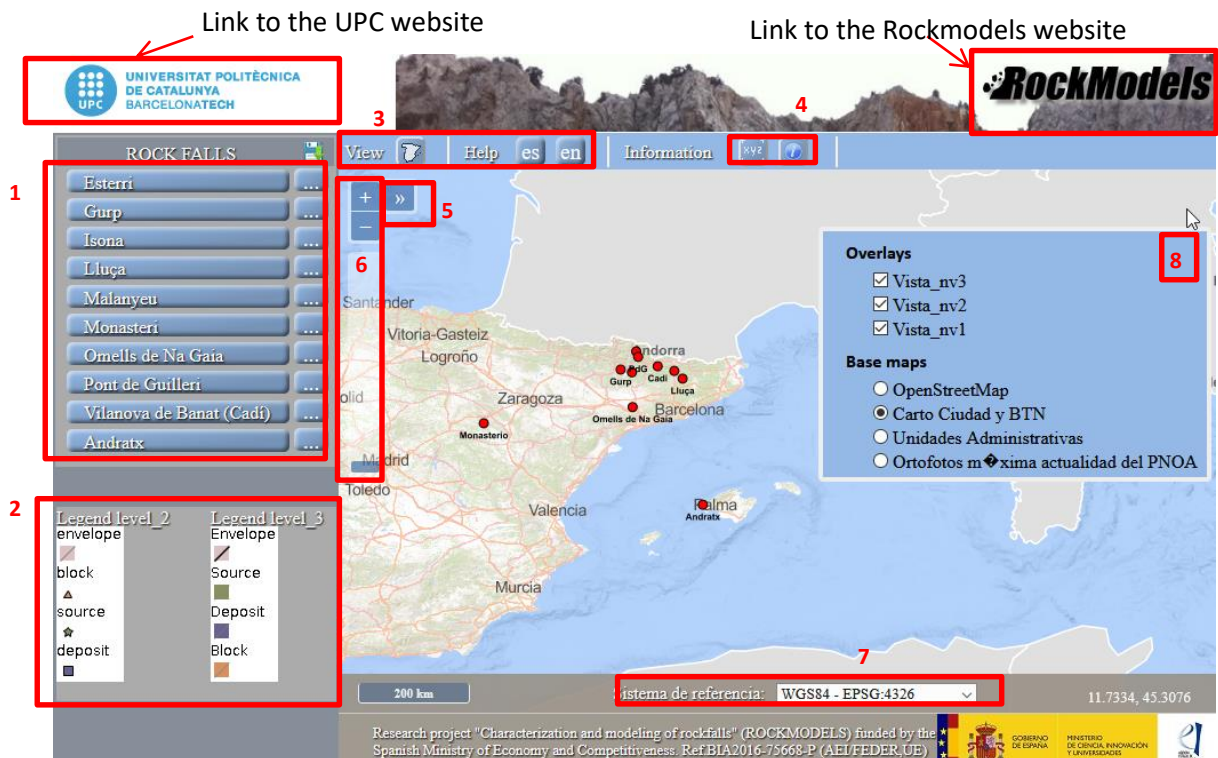 Link to the UPC website
Link to the Rockmodels website
UNIVERSITAT POLITÈCNICA
DE CATALUNYA
BARCELONATECH
UPC
RockModels
3
4
ROCK FALLS
View
Help
es
en
Information
xyz
i
1
Esterri
...
Gurp
...
Isona
...
Lluça
...
Malanyeu
...
Monasteri
...
Omells de Na Gaia
...
Pont de Guilleri
...
Vilanova de Banat (Cadí)
...
Andratx
...
+
»
5
−
6
8
Overlays
Vista_nv3
Vista_nv2
Vista_nv1
Base maps
OpenStreetMap
Carto Ciudad y BTN
Unidades Administrativas
Ortofotos m�xima actualidad del PNOA
Santander
Vitoria-Gasteiz
Logroño
ndorra
PdG
Gurp
Cadi
Lluça
olid
Zaragoza
Barcelona
Omells de Na Gaia
Monasterio
Madrid
Toledo
Valencia
Palma
Andratx
Murcia
2
Legend level_2
envelope
block
source
deposit
Legend level_3
Envelope
Source
Deposit
Block
7
200 km
Sistema de referencia:
WGS84 - EPSG:4326
11.7334, 45.3076
Research project "Characterization and modeling of rockfalls" (ROCKMODELS) funded by the
Spanish Ministry of Economy and Competitiveness. Ref.BIA2016-75668-P (AEI/FEDER,UE)
GOBIERNO
DE ESPAÑA
MINISTERIO
DE CIENCIA, INNOVACIÓN
Y UNIVERSIDADES